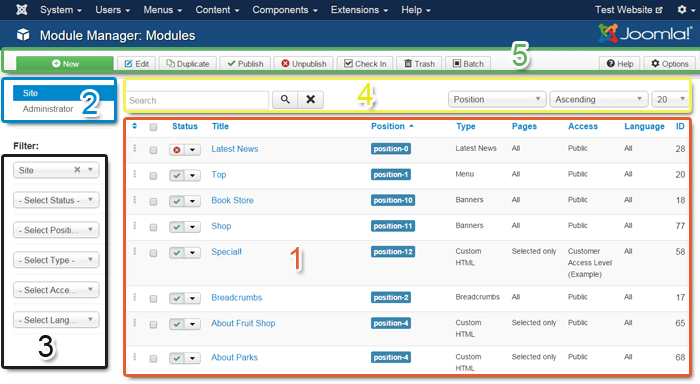 System Users Menus Content Components Extensions Help Test Website
Module Manager: Modules Joomla!
New Edit Duplicate Publish Unpublish Check In Trash Batch Help Options
5
Site
Administrator
2
Search Position Ascending 20
4
Filter:
Site
- Select Status -
- Select Positi...
- Select Type -
- Select Acce...
- Select Lang...
3
Status Title Position Type Pages Access Language ID
Latest News position-0 Latest News All Public All 28
Top position-1 Menu All Public All 20
Book Store position-10 Banners All Public All 18
Shop position-11 Banners All Public All 77
Special! position-12 Custom HTML Selected only Customer Access Level (Example) All 58
1
Breadcrumbs position-2 Breadcrumbs All Public All 17
About Fruit Shop position-4 Custom HTML Selected only Public All 65
About Parks position-4 Custom HTML Selected only Public All 68